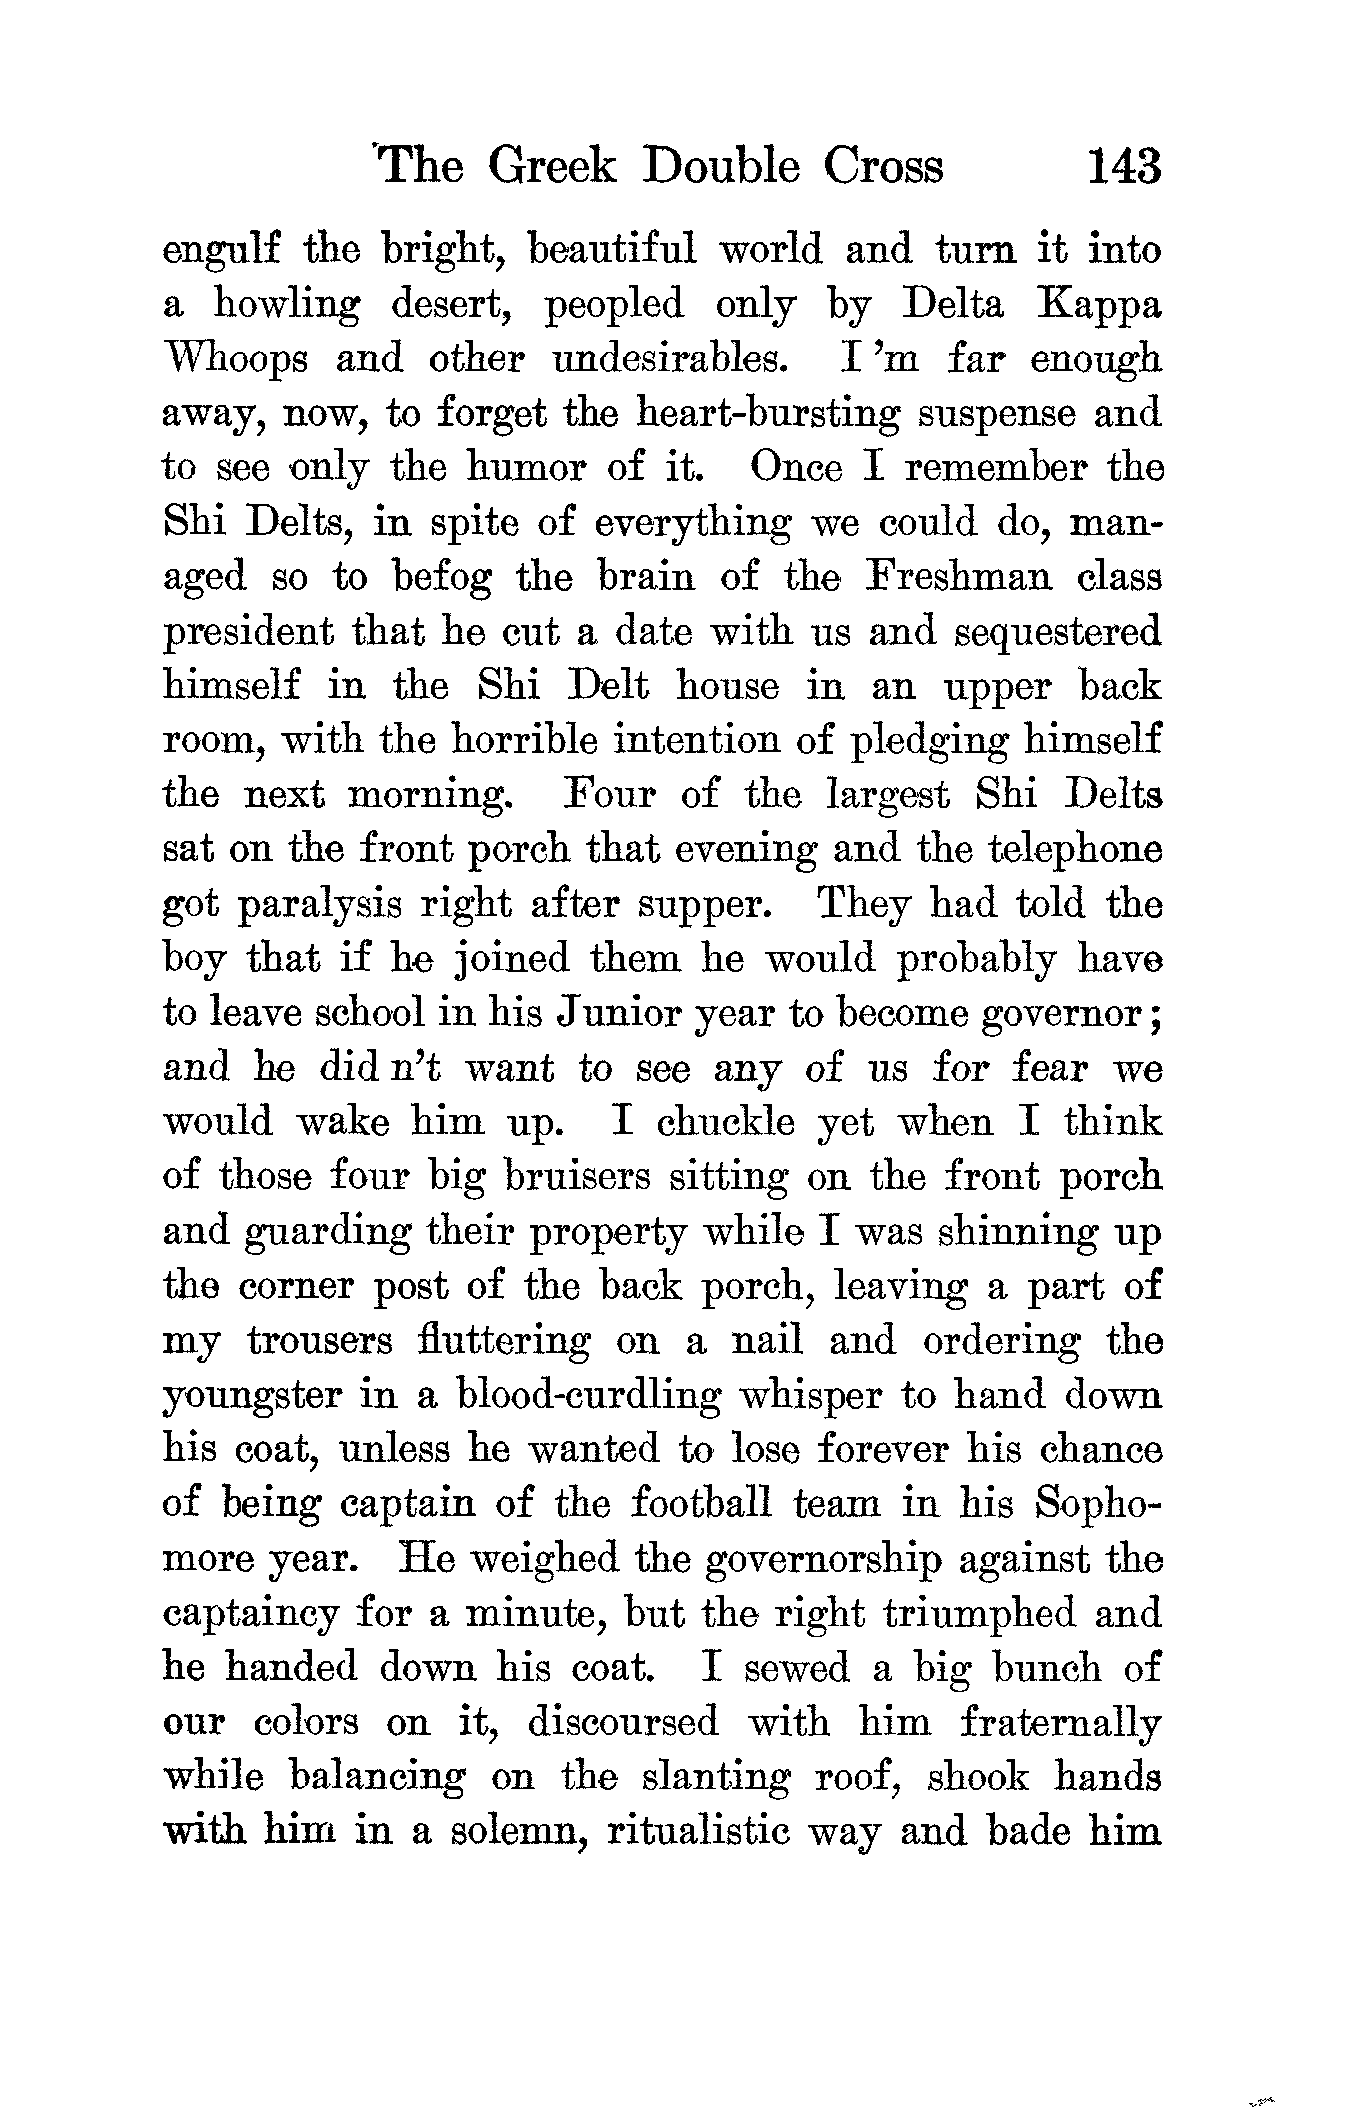 The Greek Double Cross 143
engulf the bright, beautiful world and turn it into
a howling desert, peopled only by Delta Kappa
Whoops and other undesirables. I 'm far enough
away, now, to forget the heart-bursting suspense and
to see only the humor of it. Once I remember the
Shi Delts, in spite of everything we could do, man-
aged so to befog the brain of the Freshman class
president that he cut a date with us and sequestered
himself in the Shi Delt house in an upper back
room, with the horrible intention of pledging himself
the next morning. Four of the largest Shi Delts
sat on the front porch that evening and the telephone
got paralysis right after supper. They had told the
boy that if he joined them he would probably have
to leave school in his Junior year to become governor;
and he did n't want to see any of us for fear we
would wake him up. I chuckle yet when I think
of those four big bruisers sitting on the front porch
and guarding their property while I was shinning up
the corner post of the back porch, leaving a part of
my trousers fluttering on a nail and ordering the
youngster in a blood-curdling whisper to hand down
his coat, unless he wanted to lose forever his chance
of being captain of the football team in his Sopho-
more year. He weighed the governorship against the
captaincy for a minute, but the right triumphed and
he handed down his coat. I sewed a big bunch of
our colors on it, discoursed with him fraternally
while balancing on the slanting roof, shook hands
with him in a solemn, ritualistic way and bade him